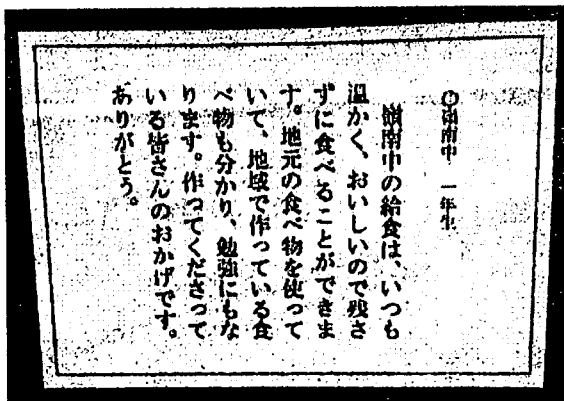 ◎嶺南中　一年生
嶺南中の給食は、いつも
温かく、おいしいので残さ
ずに食べることができま
す。地元の食べ物を使って
いて、地域で作っている食
べ物も分かり、勉強にもな
ります。作ってくださって
いる皆さんのおかげです。
ありがとう。